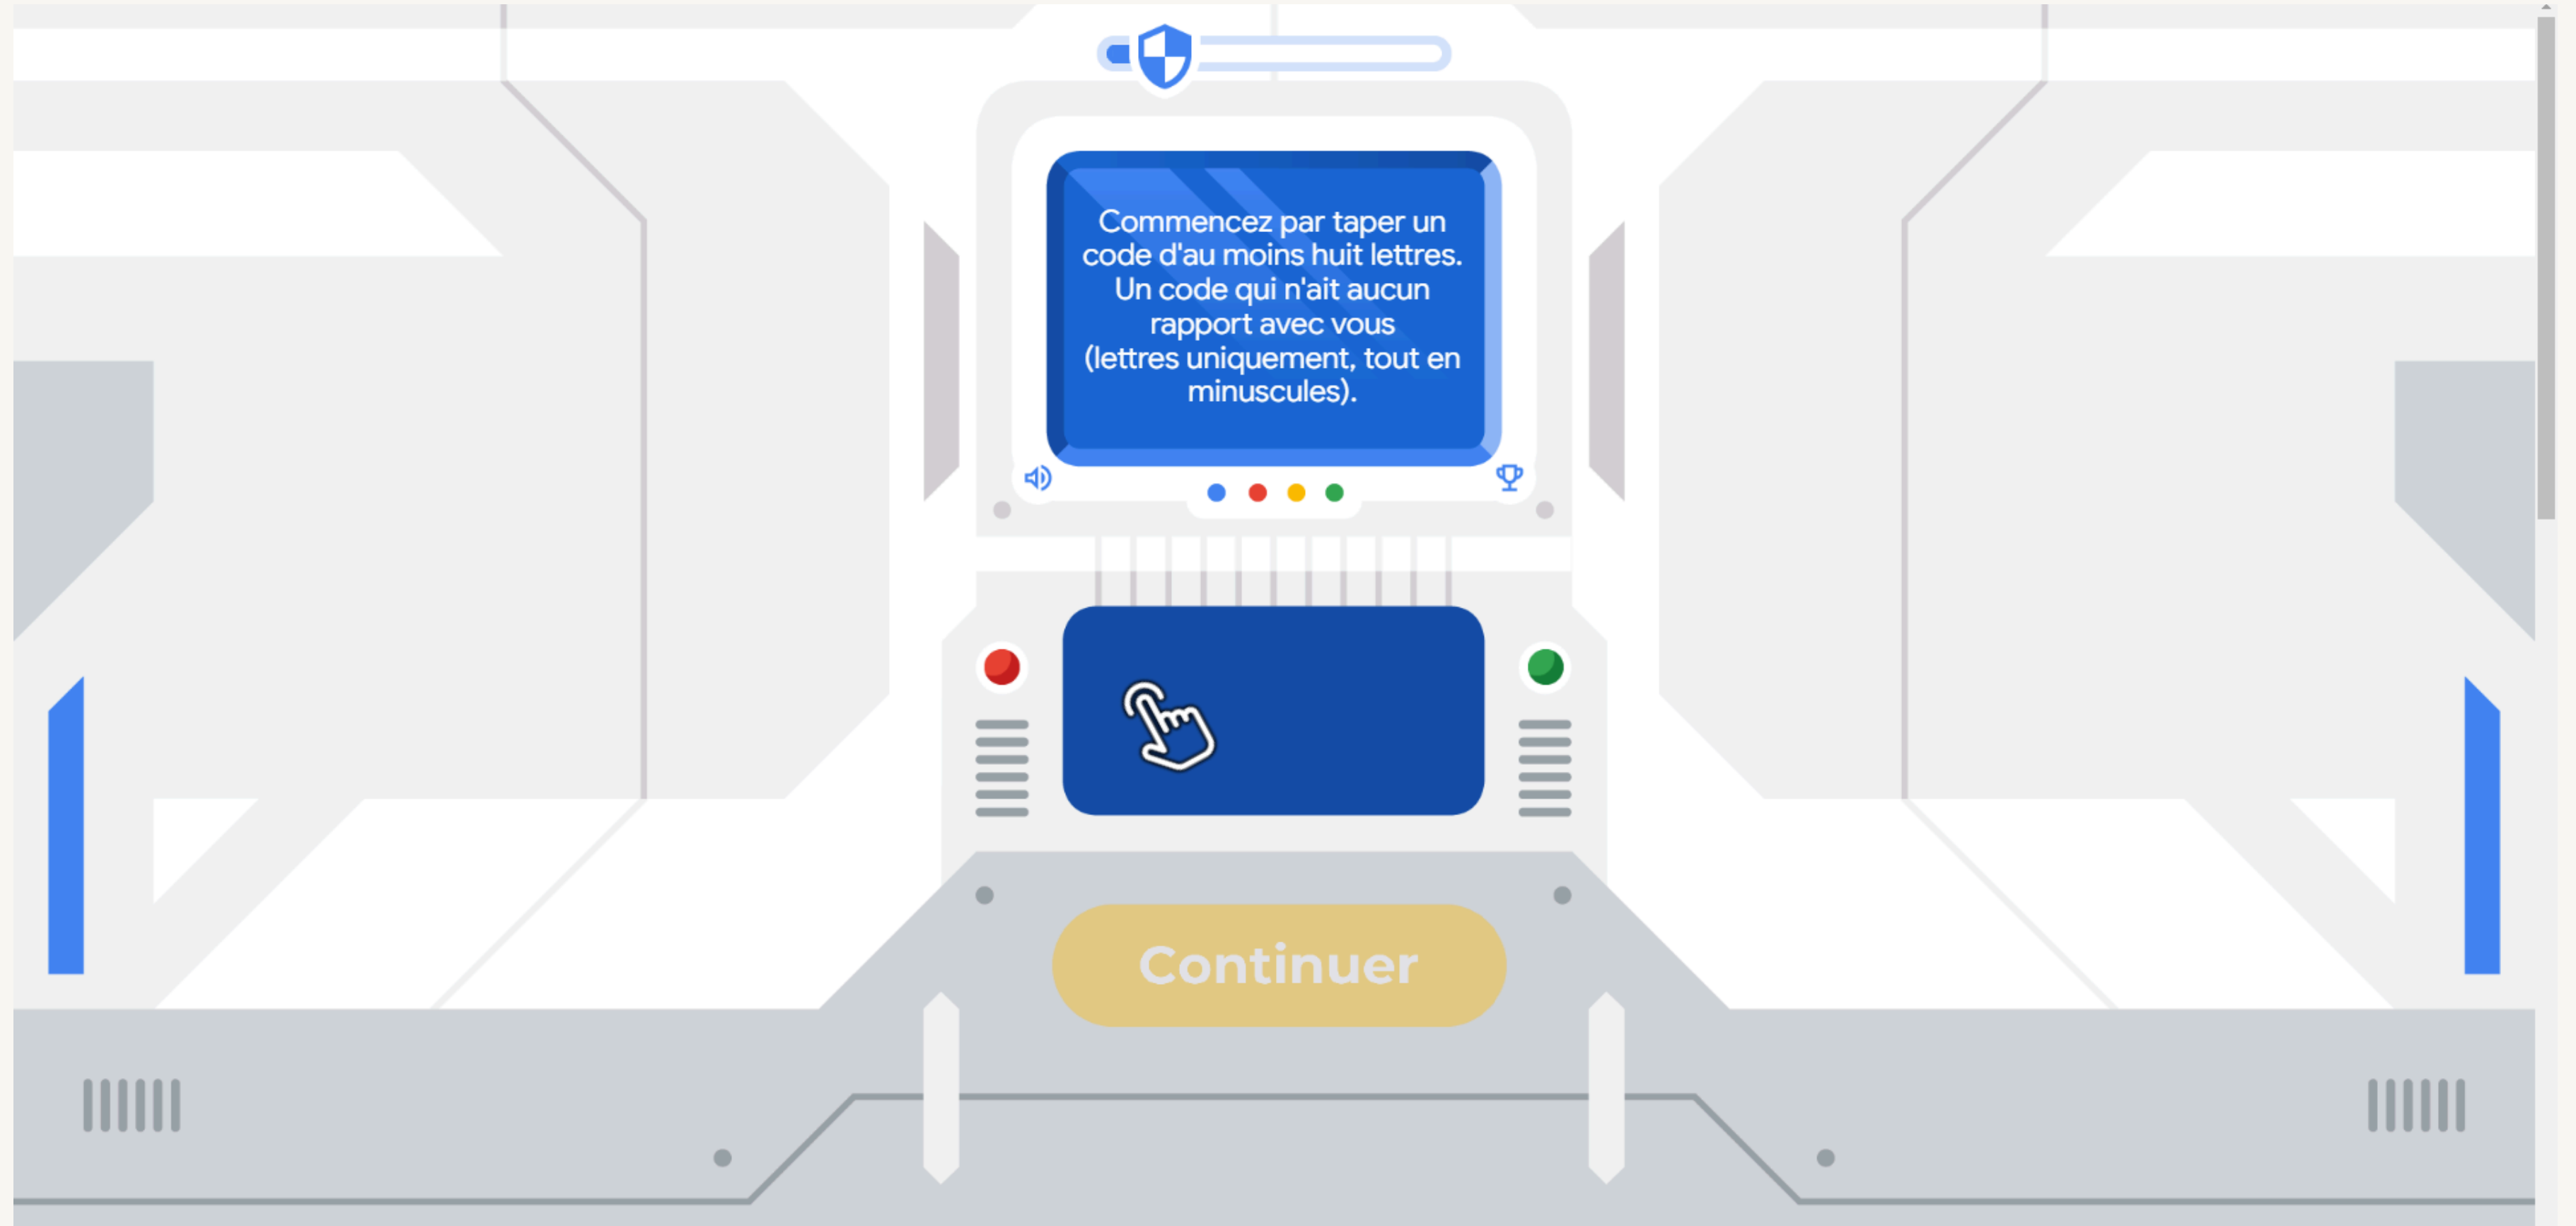 Commencez par taper un
code d'au moins huit lettres.
Un code qui n'ait aucun
rapport avec vous
(lettres uniquement, tout en
minuscules).
Continuer